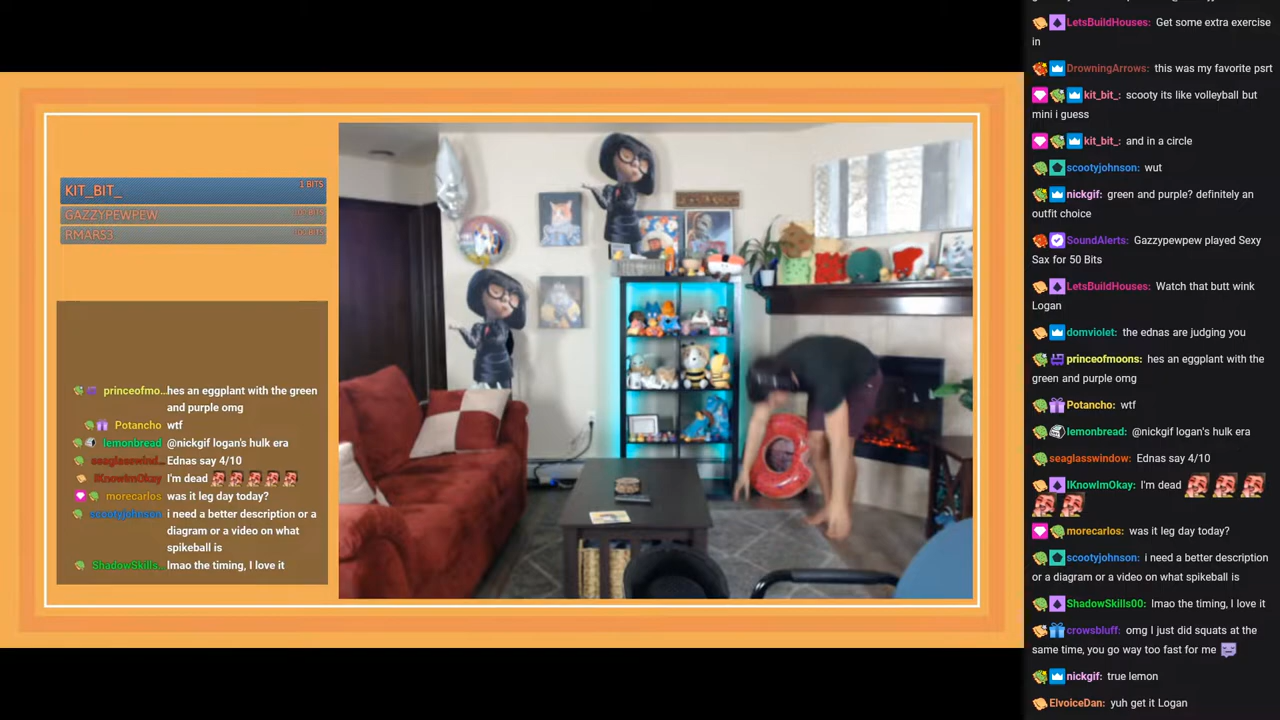 KIT_BIT_ 1 BITS
GAZZYPEWPEW
RMARS3
princeofmo... hes an eggplant with the green
and purple omg
Potancho wtf
lemonbread @nickgif logan's hulk era
seaglasswind... Ednas say 4/10
IKnowImOkay I'm dead
morecarlos was it leg day today?
scootyjohnson i need a better description or a
diagram or a video on what
spikeball is
ShadowSkills... lmao the timing, I love it
LetsBuildHouses: Get some extra exercise
in
DrowningArrows: this was my favorite psrt
kit_bit_: scooty its like volleyball but
mini i guess
kit_bit_: and in a circle
scootyjohnson: wut
nickgif: green and purple? definitely an
outfit choice
SoundAlerts: Gazzypewpew played Sexy
Sax for 50 Bits
LetsBuildHouses: Watch that butt wink
Logan
domviolet: the ednas are judging you
princeofmoons: hes an eggplant with the
green and purple omg
Potancho: wtf
lemonbread: @nickgif logan's hulk era
seaglasswindow: Ednas say 4/10
IKnowImOkay: I'm dead
morecarlos: was it leg day today?
scootyjohnson: i need a better description
or a diagram or a video on what spikeball is
ShadowSkills00: lmao the timing, I love it
crowsbluff: omg I just did squats at the
same time, you go way too fast for me
nickgif: true lemon
ElvoiceDan: yuh get it Logan